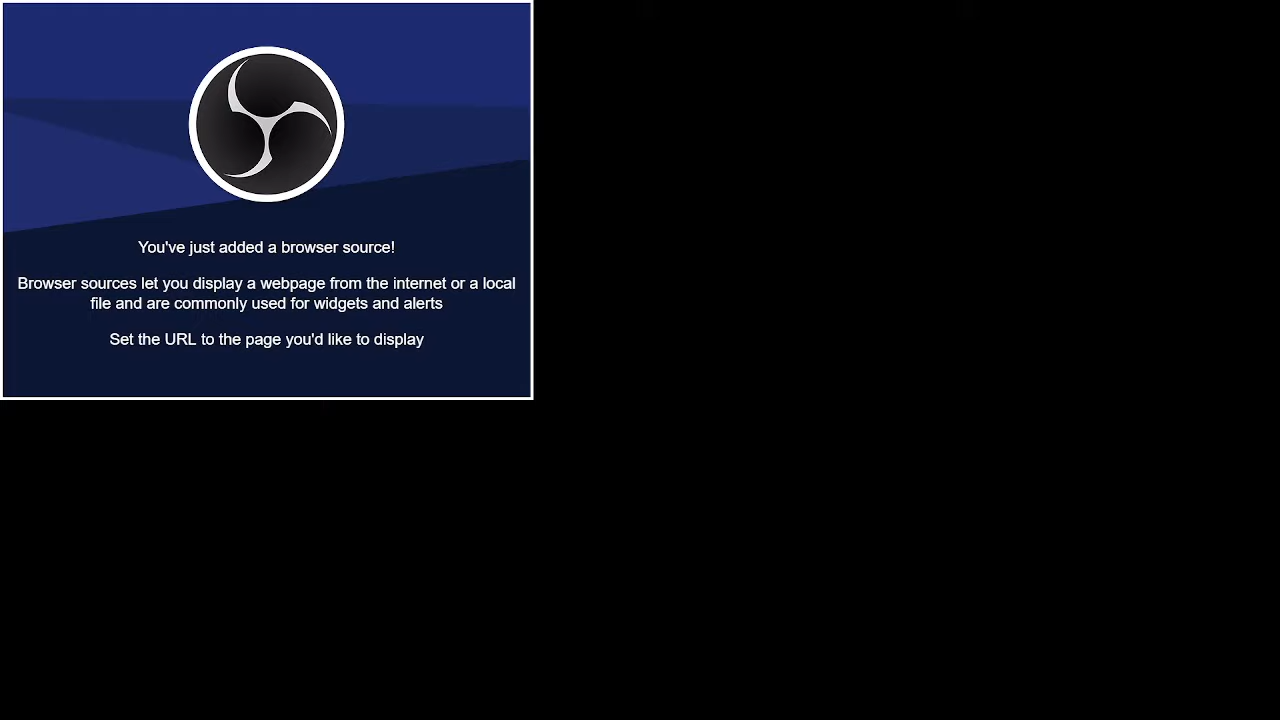 You've just added a browser source!
Browser sources let you display a webpage from the internet or a local
file and are commonly used for widgets and alerts
Set the URL to the page you'd like to display